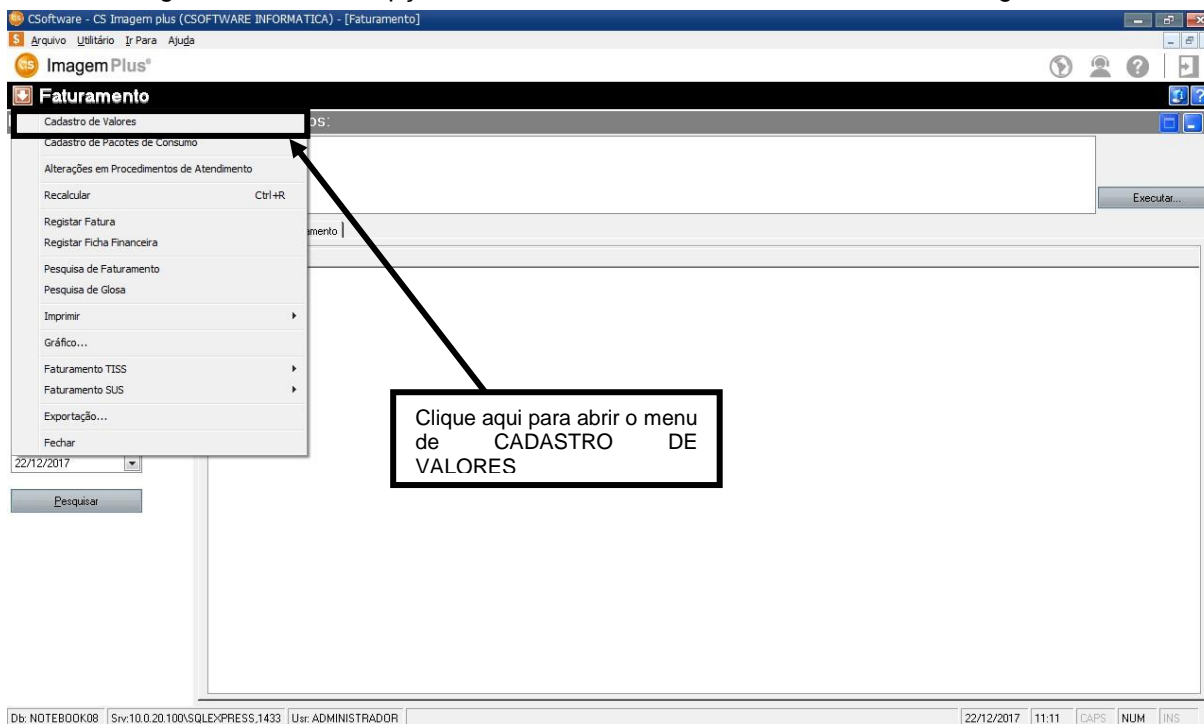 CSoftware - CS Imagem plus (CSOFTWARE INFORMATICA) - [Faturamento]
Arquivo Utilitário Ir Para Ajuda
CS ImagemPlus®
Faturamento
Cadastro de Valores
Cadastro de Pacotes de Consumo
Alterações em Procedimentos de Atendimento
Recalcular Ctrl+R
Executar...
Registar Fatura
Registar Ficha Financeira
Pesquisa de Faturamento
Pesquisa de Glosa
Imprimir
Gráfico...
Faturamento TISS
Faturamento SUS
Exportação...
Fechar
Clique aqui para abrir o menu
de CADASTRO DE
VALORES
22/12/2017
Pesquisar
Db: NOTEBOOK08 Srv:10.0.20.100\SQLEXPRESS,1433 Usr: ADMINISTRADOR 22/12/2017 11:11 CAPS NUM INS